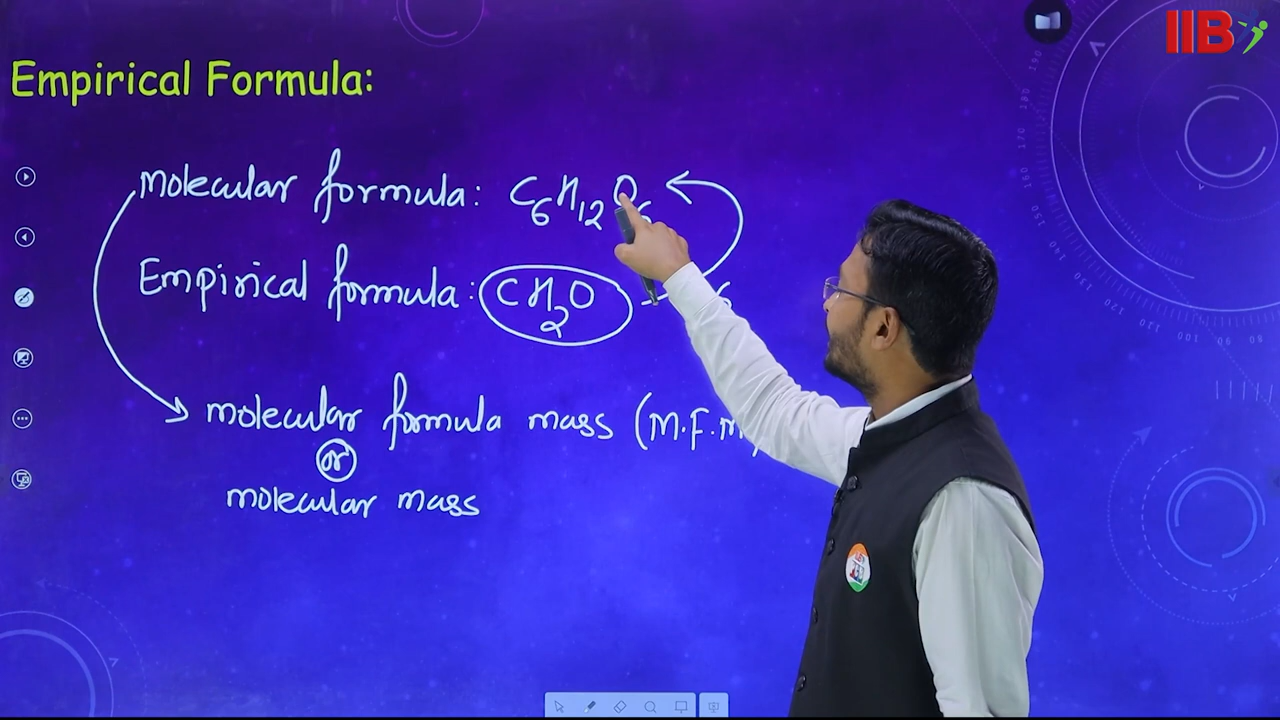 IIB
Empirical Formula:
Molecular formula: C6H12O6
Empirical formula: CH2O
molecular formula mass (M.F.M
or
molecular mass